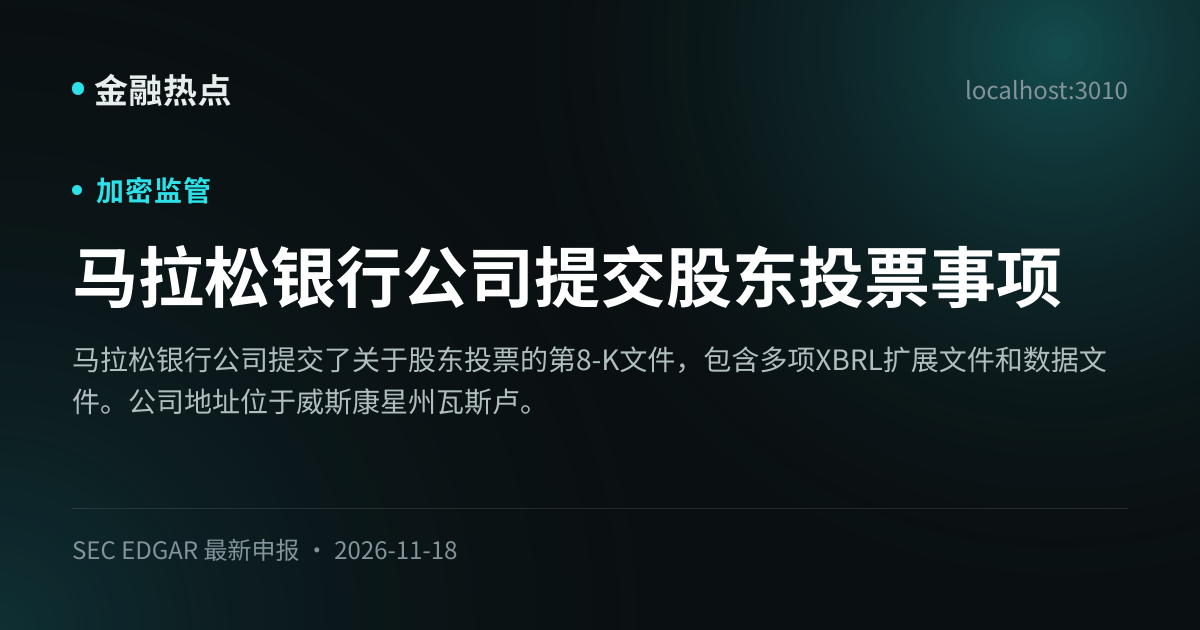 金融热点
localhost:3010
加密监管
马拉松银行公司提交股东投票事项
马拉松银行公司提交了关于股东投票的第8-K文件，包含多项XBRL扩展文件和数据文
件。公司地址位于威斯康星州瓦斯卢。
SEC EDGAR 最新申报 · 2026-11-18